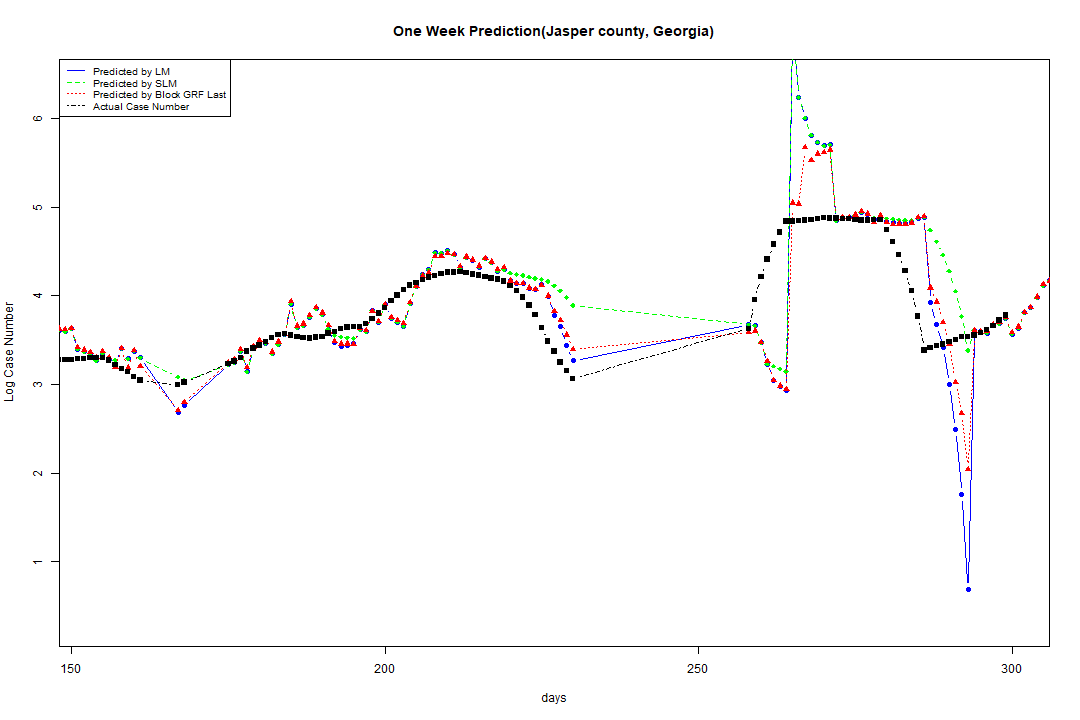 One Week Prediction(Jasper county, Georgia)
Predicted by LM
Predicted by SLM
Predicted by Block GRF Last
Actual Case Number
6
5
4
3
2
1
Log Case Number
150 200 250 300
days